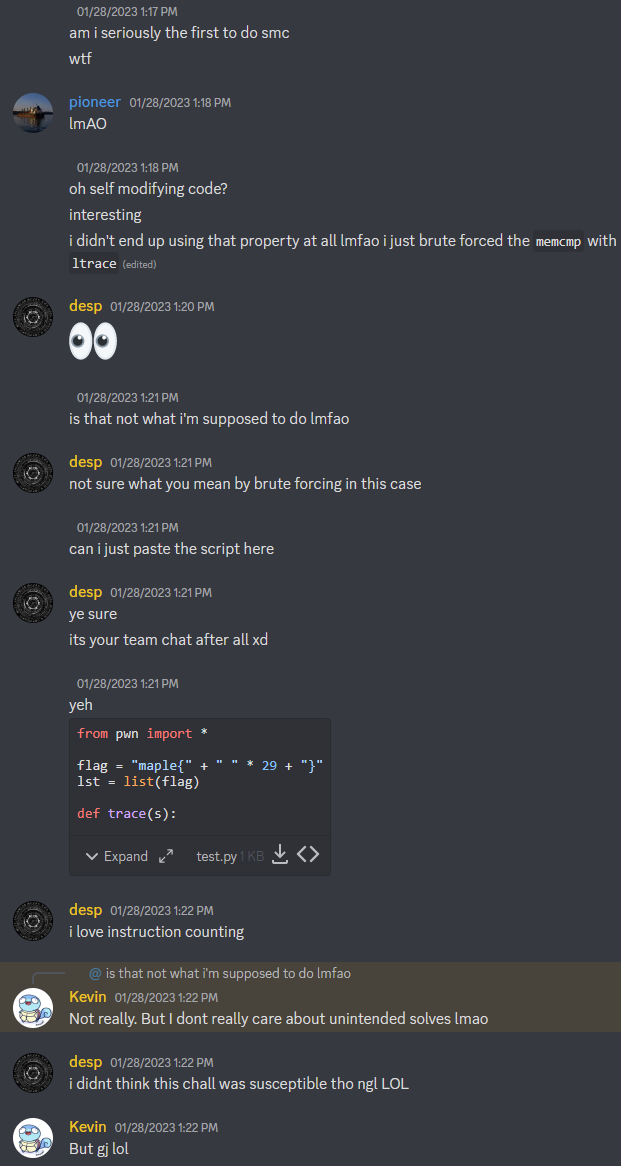 01/28/2023 1:17 PM
am i seriously the first to do smc
wtf
pioneer 01/28/2023 1:18 PM
lmAO
01/28/2023 1:18 PM
oh self modifying code?
interesting
i didn't end up using that property at all lmfao i just brute forced the memcmp with
ltrace (edited)
desp 01/28/2023 1:20 PM
01/28/2023 1:21 PM
is that not what i'm supposed to do lmfao
desp 01/28/2023 1:21 PM
not sure what you mean by brute forcing in this case
01/28/2023 1:21 PM
can i just paste the script here
desp 01/28/2023 1:21 PM
ye sure
its your team chat after all xd
01/28/2023 1:21 PM
yeh
from pwn import *
flag = "maple{" + " " * 29 + "}"
lst = list(flag)
def trace(s):
Expand test.py 1 KB
desp 01/28/2023 1:22 PM
i love instruction counting
@ is that not what i'm supposed to do lmfao
Kevin 01/28/2023 1:22 PM
Not really. But I dont really care about unintended solves lmao
desp 01/28/2023 1:22 PM
i didnt think this chall was susceptible tho ngl LOL
Kevin 01/28/2023 1:22 PM
But gj lol